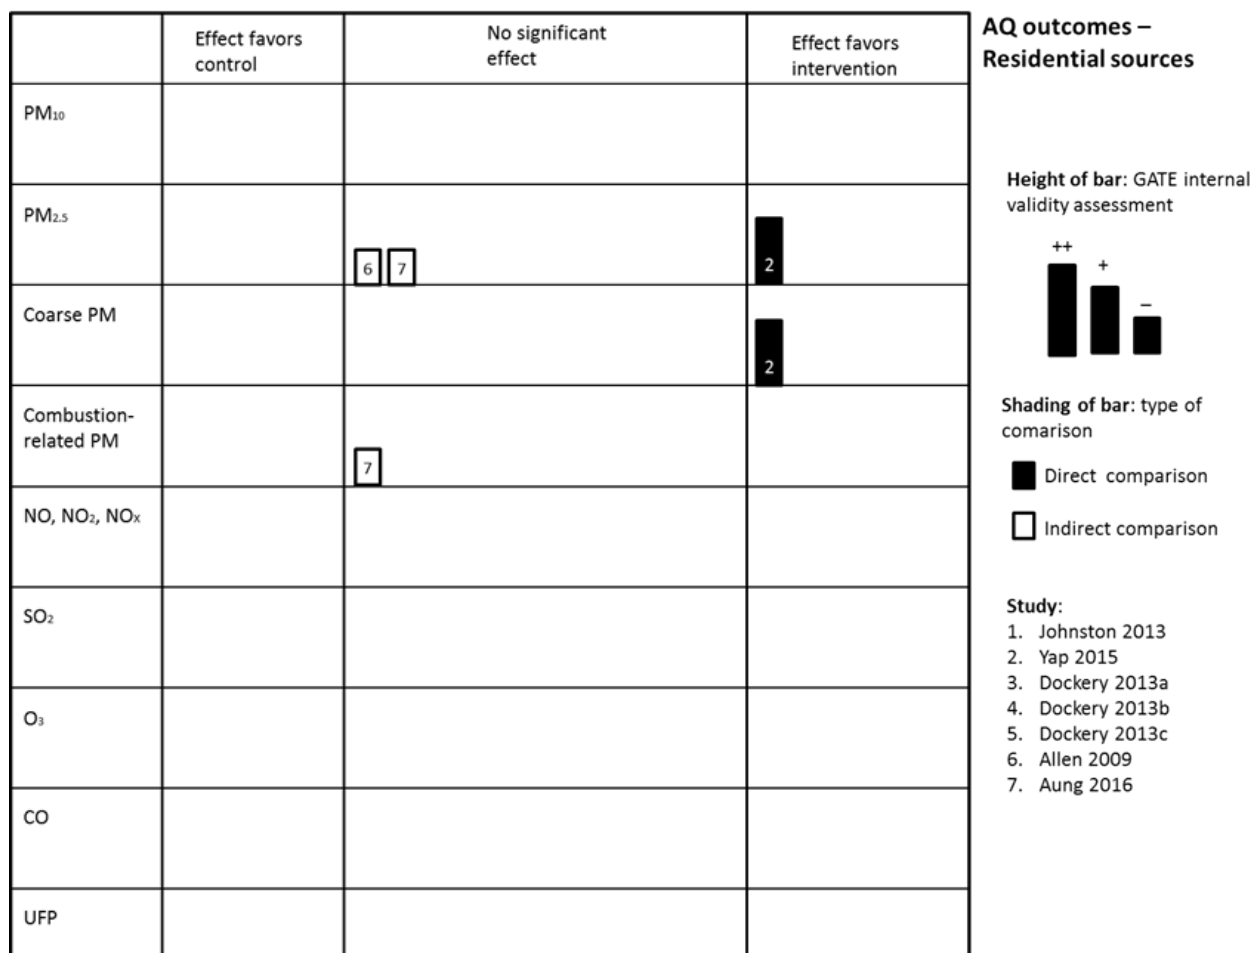 Effect favors
control
No significant
effect
Effect favors
intervention
PM₁₀
PM₂.₅
6 7
2
Coarse PM
2
Combustion-
related PM
7
NO, NO₂, NOₓ
SO₂
O₃
CO
UFP
AQ outcomes –
Residential sources
Height of bar: GATE internal
validity assessment
++
+
–
Shading of bar: type of
comarison
Direct comparison
Indirect comparison
Study:
1. Johnston 2013
2. Yap 2015
3. Dockery 2013a
4. Dockery 2013b
5. Dockery 2013c
6. Allen 2009
7. Aung 2016